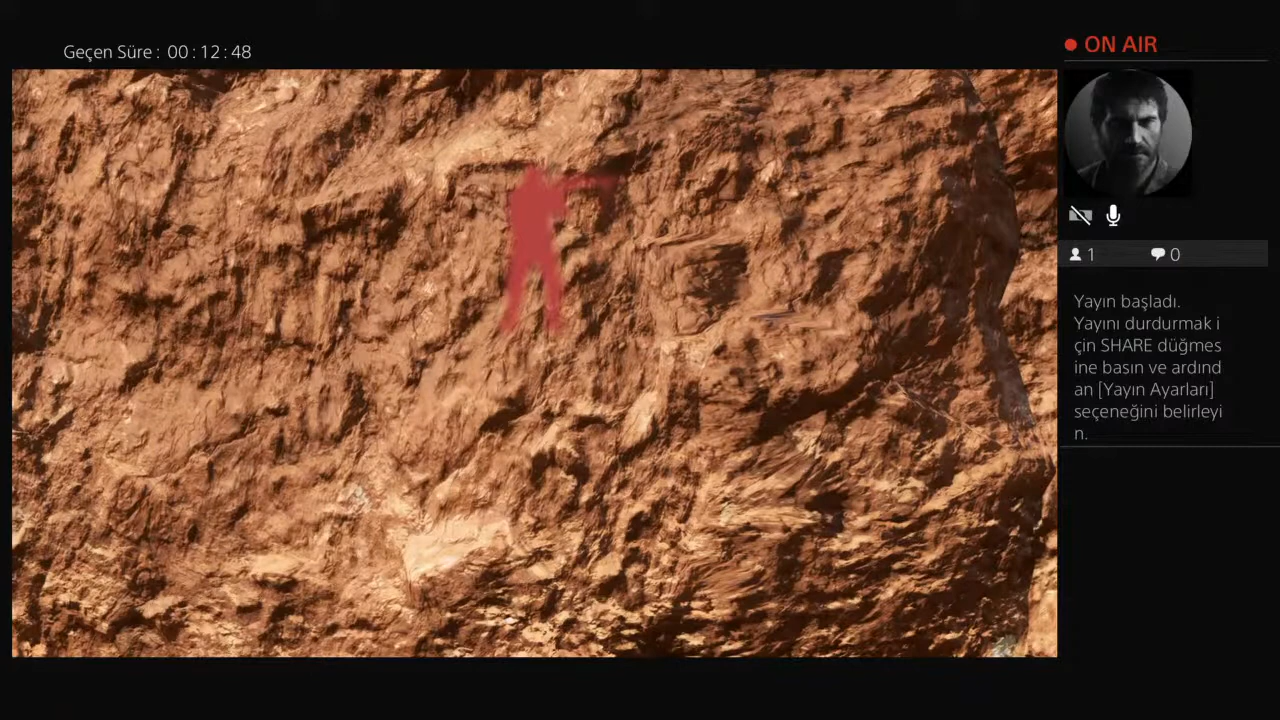 Geçen Süre : 00 : 12 : 48
ON AIR
1
0
Yayın başladı.
Yayını durdurmak i
çin SHARE düğmes
ine basın ve ardınd
an [Yayın Ayarları]
seçeneğini belirleyi
n.